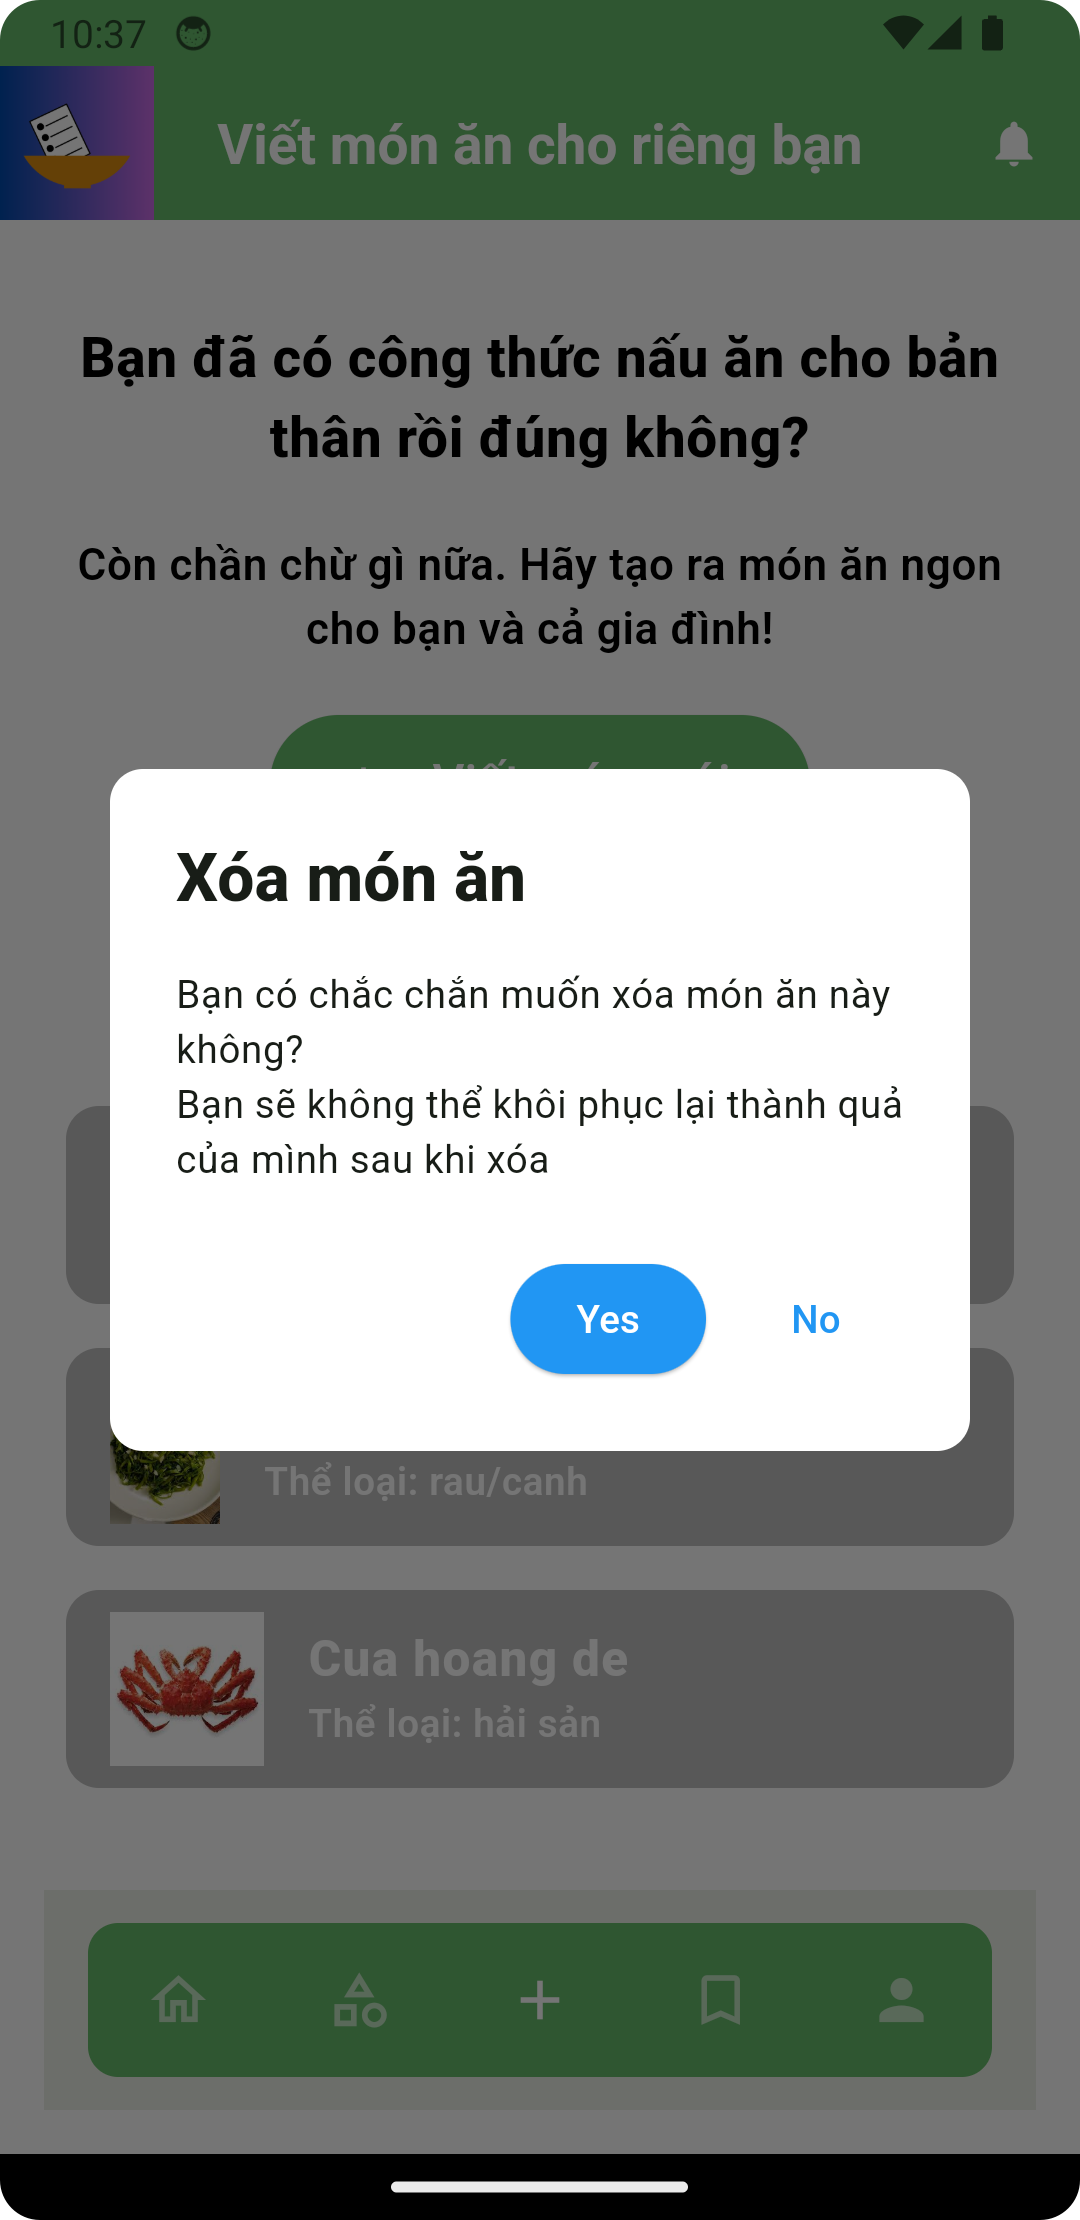 10:37
Viết món ăn cho riêng bạn
Bạn đã có công thức nấu ăn cho bản
thân rồi đúng không?
Còn chần chừ gì nữa. Hãy tạo ra món ăn ngon
cho bạn và cả gia đình!
Xóa món ăn
Bạn có chắc chắn muốn xóa món ăn này
không?
Bạn sẽ không thể khôi phục lại thành quả
của mình sau khi xóa
Yes
No
Thể loại: rau/canh
Cua hoang de
Thể loại: hải sản